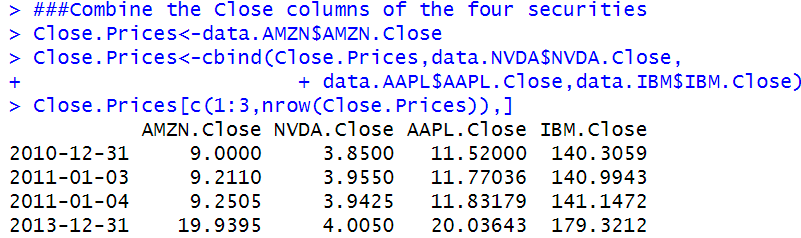 > ###Combine the Close columns of the four securities
> Close.Prices<-data.AMZN$AMZN.Close
> Close.Prices<-cbind(Close.Prices,data.NVDA$NVDA.Close,
+                     + data.AAPL$AAPL.Close,data.IBM$IBM.Close)
> Close.Prices[c(1:3,nrow(Close.Prices)),]
           AMZN.Close NVDA.Close AAPL.Close IBM.Close
2010-12-31     9.0000     3.8500   11.52000  140.3059
2011-01-03     9.2110     3.9550   11.77036  140.9943
2011-01-04     9.2505     3.9425   11.83179  141.1472
2013-12-31    19.9395     4.0050   20.03643  179.3212